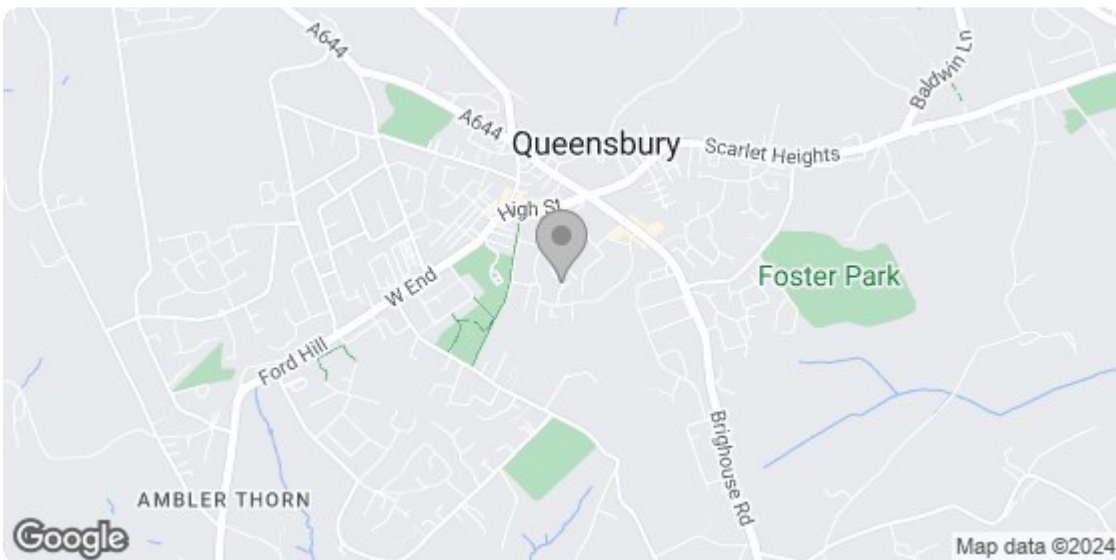 A644
Baldwin Ln
A644
Queensbury
Scarlet Heights
High St
Foster Park
W End
Ford Hill
Brighouse Rd
AMBLER THORN
Google
Map data ©2024